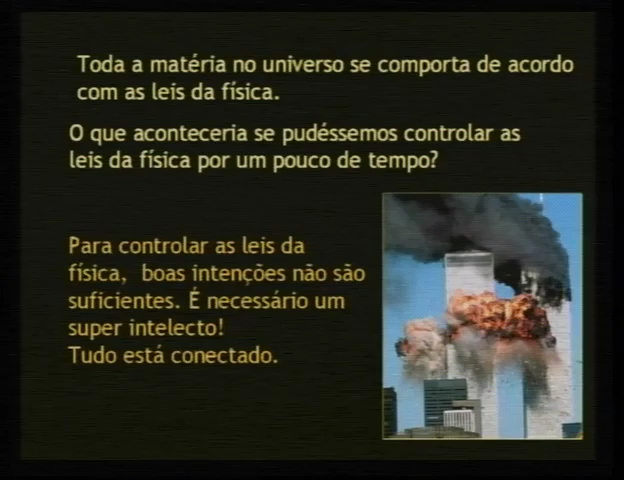 Toda a matéria no universo se comporta de acordo
com as leis da física.
O que aconteceria se pudéssemos controlar as
leis da física por um pouco de tempo?
Para controlar as leis da
física, boas intenções não são
suficientes. É necessário um
super intelecto!
Tudo está conectado.